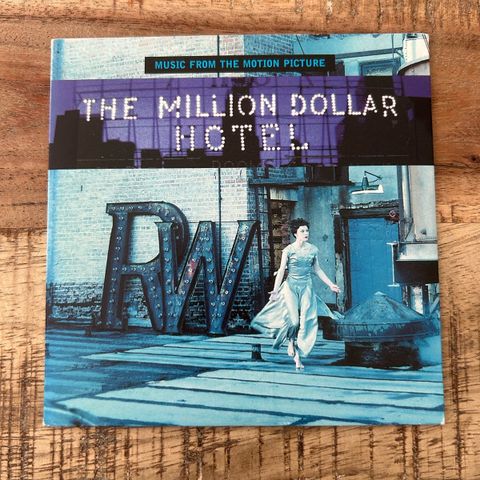 MUSIC FROM THE MOTION PICTURE
THE MILLION DOLLAR
HOTEL
RW